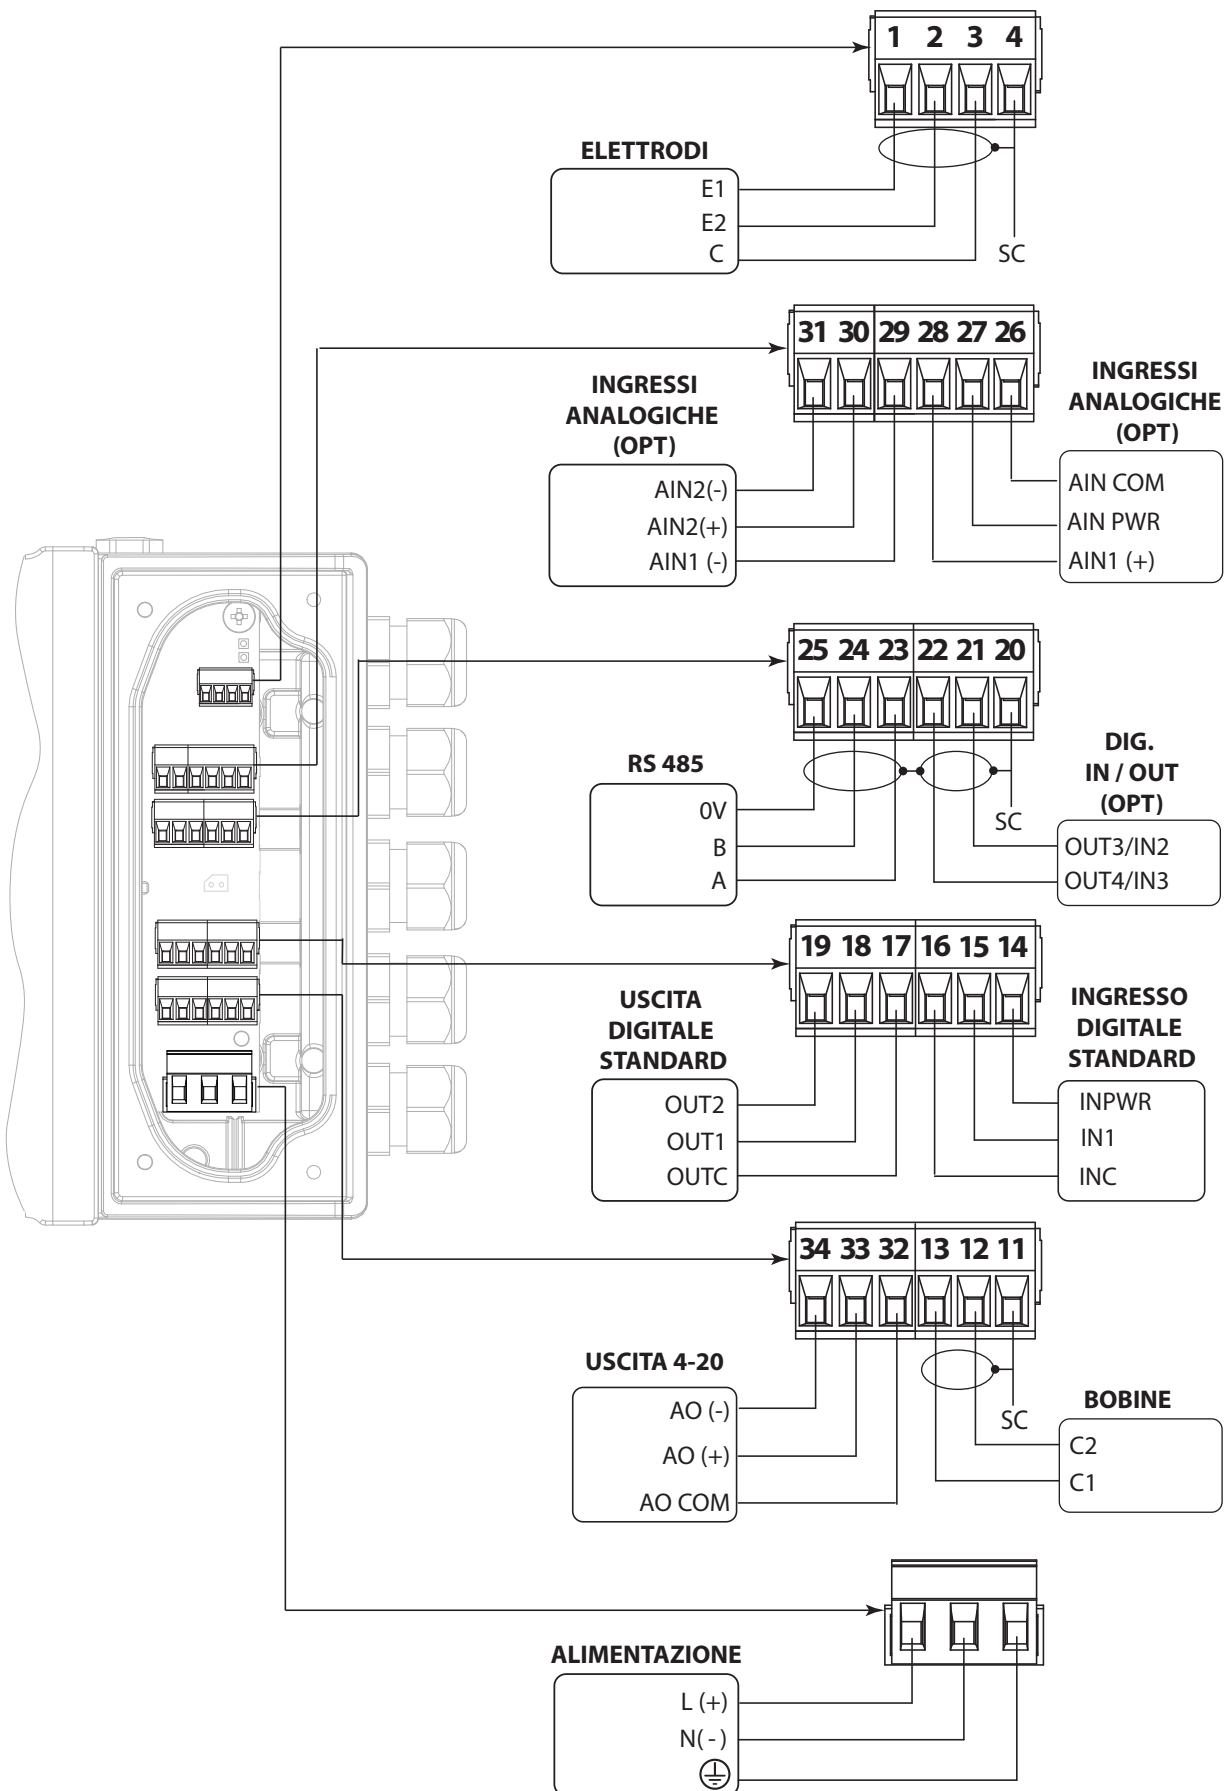 1 2 3 4
ELETTRODI
E1
E2
C
SC
31 30 29 28 27 26
INGRESSI
ANALOGICHE
(OPT)
AIN2(-)
AIN2(+)
AIN1 (-)
INGRESSI
ANALOGICHE
(OPT)
AIN COM
AIN PWR
AIN1 (+)
25 24 23 22 21 20
RS 485
0V
B
A
SC
DIG.
IN / OUT
(OPT)
OUT3/IN2
OUT4/IN3
19 18 17 16 15 14
USCITA
DIGITALE
STANDARD
OUT2
OUT1
OUTC
INGRESSO
DIGITALE
STANDARD
INPWR
IN1
INC
34 33 32 13 12 11
USCITA 4-20
AO (-)
AO (+)
AO COM
SC
BOBINE
C2
C1
ALIMENTAZIONE
L (+)
N( - )